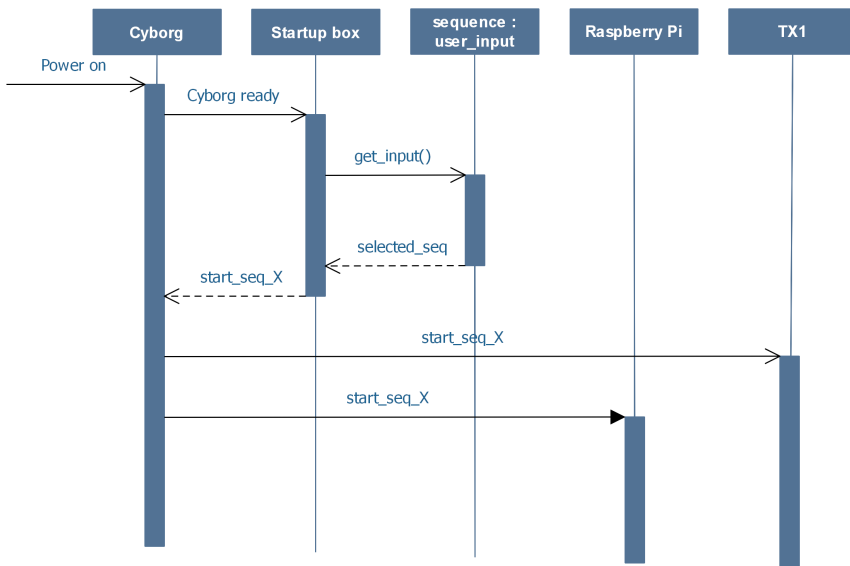 Cyborg
Startup box
sequence :
user_input
Raspberry Pi
TX1
Power on
Cyborg ready
get_input()
selected_seq
start_seq_X
start_seq_X
start_seq_X